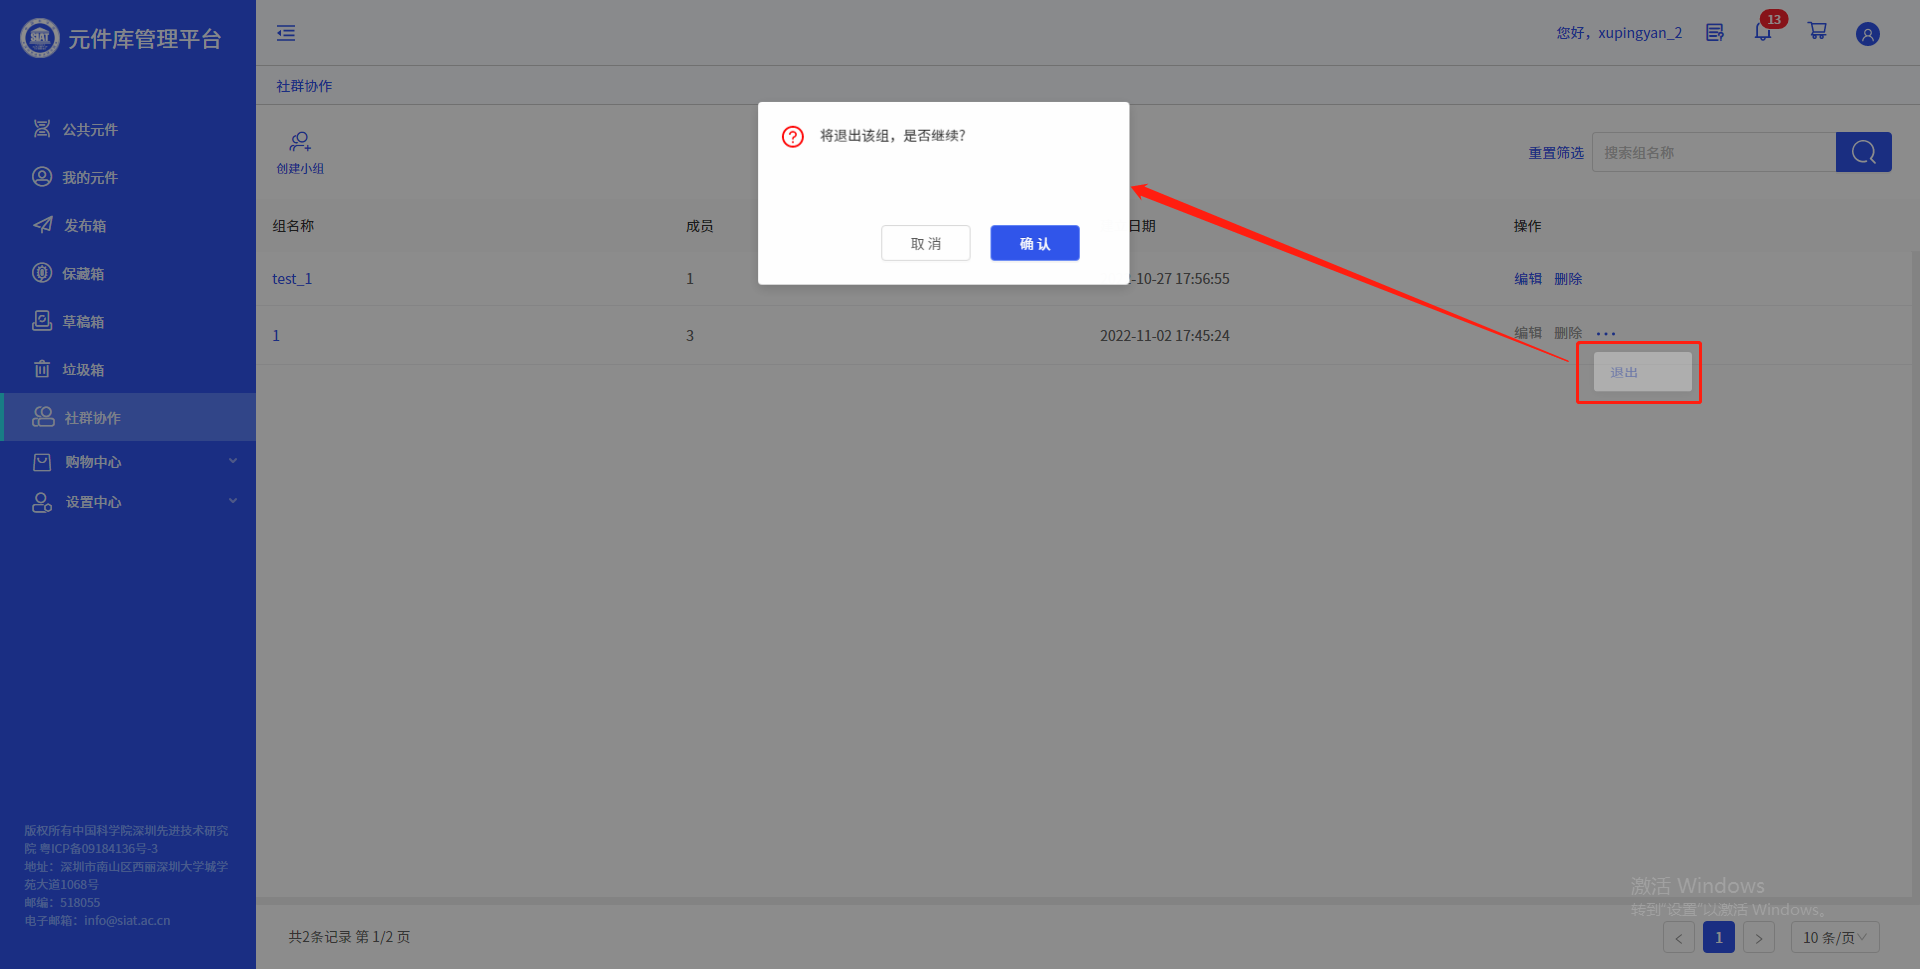 元件库管理平台
公共元件
我的元件
发布箱
保藏箱
草稿箱
垃圾箱
社群协作
购物中心
设置中心
版权所有中国科学院深圳先进技术研究
院 粤ICP备09184136号-3
地址：深圳市南山区西丽深圳大学城学
苑大道1068号
邮编：518055
电子邮箱：info@siat.ac.cn
您好，xupingyan_2
13
社群协作
创建小组
重置筛选
搜索组名称
将退出该组，是否继续?
取 消
确 认
组名称
成员
日期
操作
test_1
1
-10-27 17:56:55
编辑 删除
1
3
2022-11-02 17:45:24
编辑 删除 ···
退出
激活 Windows
转到"设置"以激活 Windows。
共2条记录 第 1/2 页
< 1 > 10 条/页